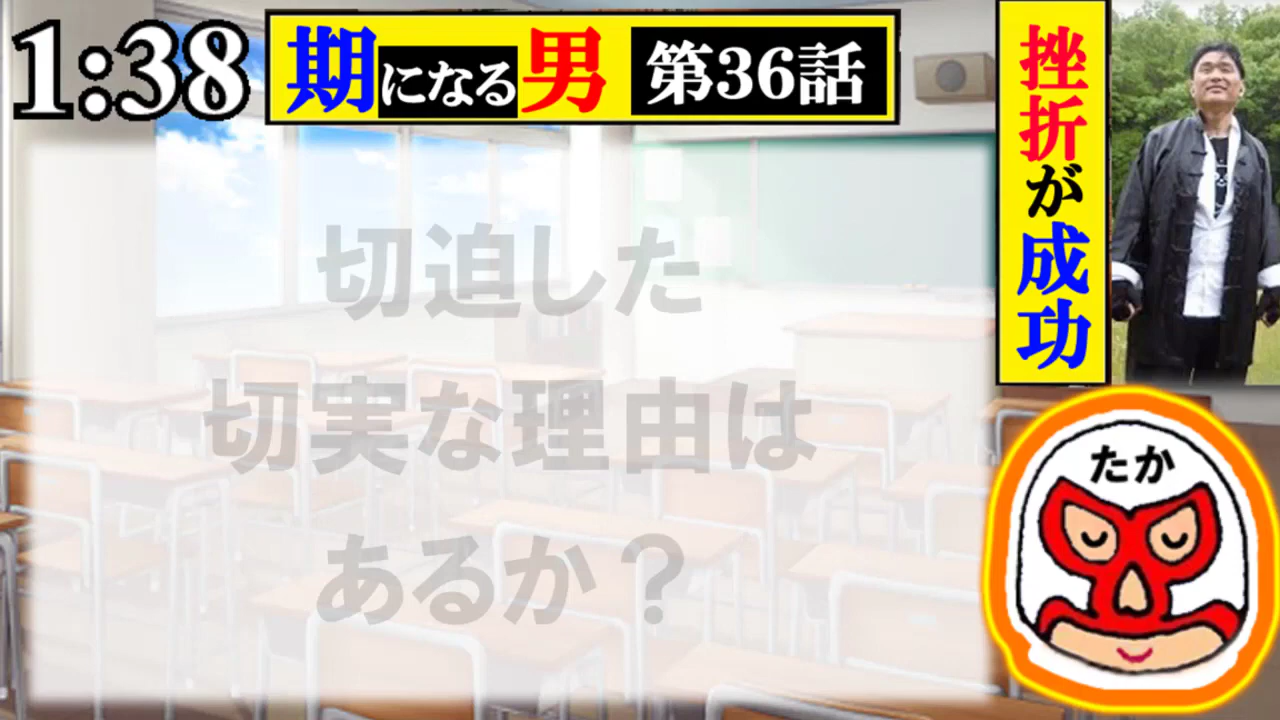 1:38
期になる男 第36話
挫折が成功
切迫した
切実な理由は
あるか？
たか